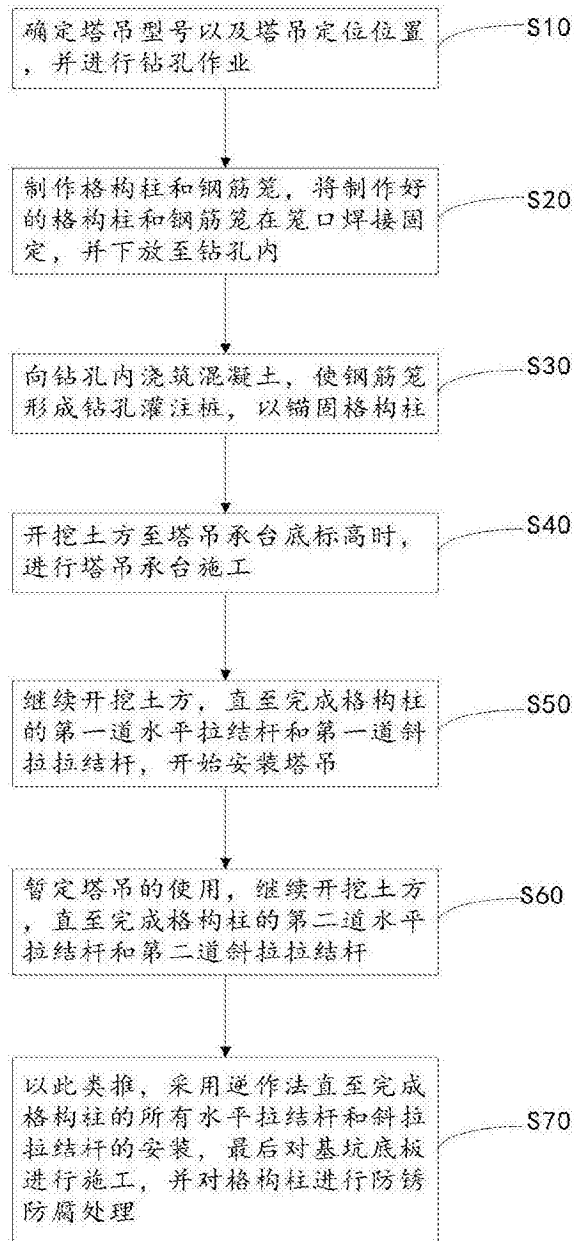 确定塔吊型号以及塔吊定位位置
，并进行钻孔作业
S10
制作格构柱和钢筋笼，将制作好
的格构柱和钢筋笼在笼口焊接固
定，并下放至钻孔内
S20
向钻孔内浇筑混凝土，使钢筋笼
形成钻孔灌注桩，以锚固格构柱
S30
开挖土方至塔吊承台底标高时，
进行塔吊承台施工
S40
继续开挖土方，直至完成格构柱
的第一道水平拉结杆和第一道斜
拉拉结杆，开始安装塔吊
S50
暂定塔吊的使用，继续开挖土方
，直至完成格构柱的第二道水平
拉结杆和第二道斜拉拉结杆
S60
以此类推，采用逆作法直至完成
格构柱的所有水平拉结杆和斜拉
拉结杆的安装，最后对基坑底板
进行施工，并对格构柱进行防锈
防腐处理
S70